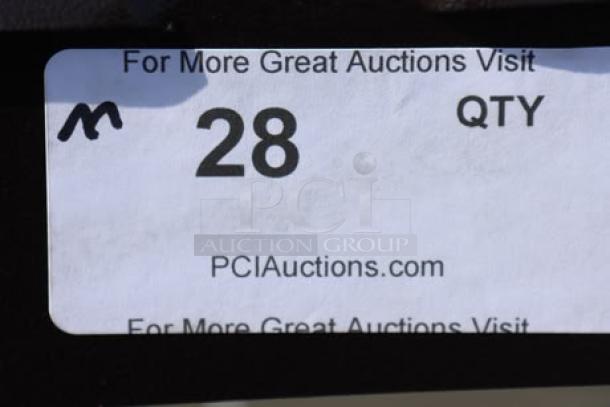 For More Great Auctions Visit
M 28 QTY
PCI
AUCTION GROUP
PCIAuctions.com
For More Great Auctions Visit